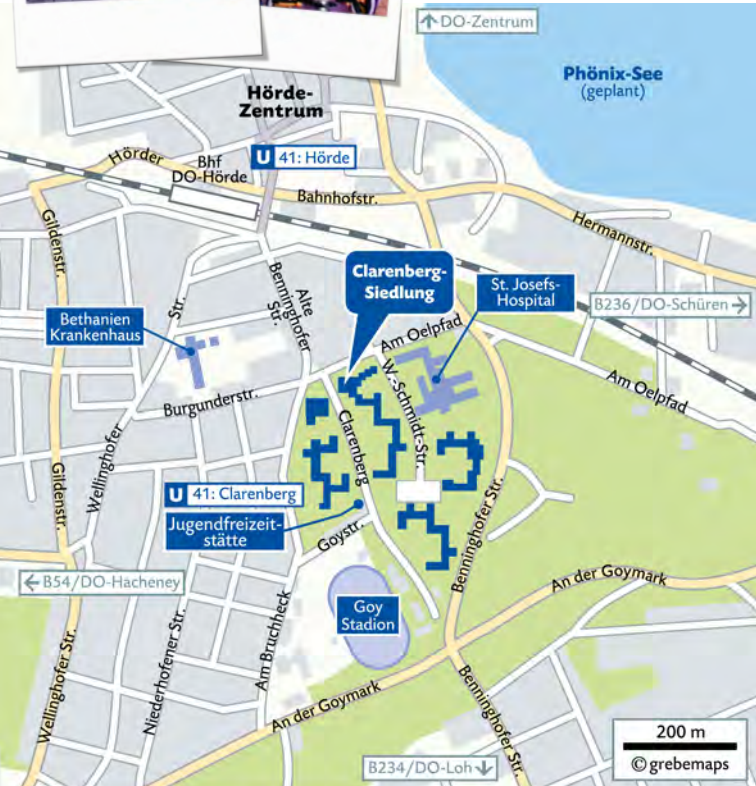 ↑ DO-Zentrum
Phönix-See
(geplant)
Hörde-
Zentrum
U 41: Hörde
Hörder
Bhf
DO-Hörde
Bahnhofstr.
Gildenstr.
Hermannstr.
Clarenberg-
Siedlung
St. Josefs-
Hospital
B236/DO-Schüren →
Alte
Benninghofer
Str.
Str.
Bethanien
Krankenhaus
Am Oelpfad
Am Oelpfad
W.-Schmidt-Str.
Burgunderstr.
Clarenberg
Wellinghofer
Gildenstr.
U 41: Clarenberg
Jugendfreizeit-
stätte
Goystr.
Benninghofer Str.
← B54/DO-Hacheney
An der Goymark
Goy
Stadion
Am Bruchheck
Niederhofener Str.
Wellinghofer Str.
An der Goymark
Benninghofer Str.
200 m
© grebemaps
B234/DO-Loh ↓